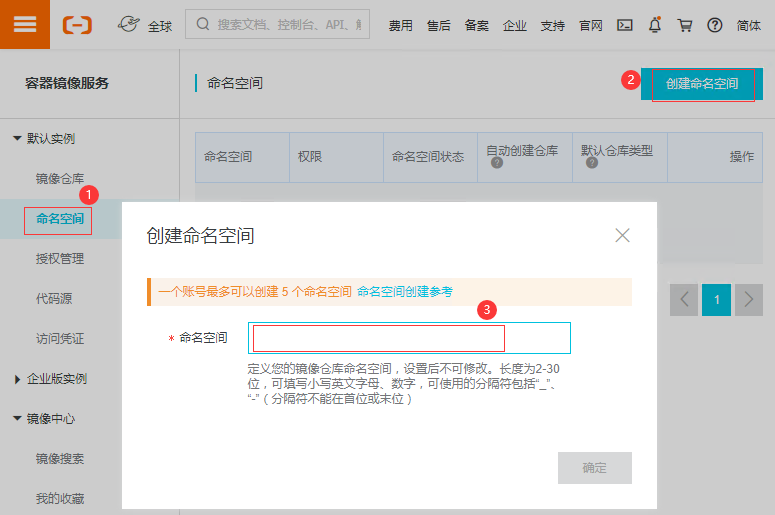 全球
搜索文档、控制台、API、解
费用 售后 备案 企业 支持 官网 简体
容器镜像服务
命名空间
2
创建命名空间
默认实例
镜像仓库
1
命名空间
授权管理
代码源
访问凭证
企业版实例
镜像中心
镜像搜索
我的收藏
命名空间 权限 命名空间状态 自动创建仓库 默认仓库类型 操作
1
创建命名空间
一个账号最多可以创建 5 个命名空间 命名空间创建参考
3
* 命名空间
定义您的镜像仓库命名空间，设置后不可修改。长度为2-30
位，可填写小写英文字母、数字，可使用的分隔符包括“_”、
“-”（分隔符不能在首位或末位）
确定